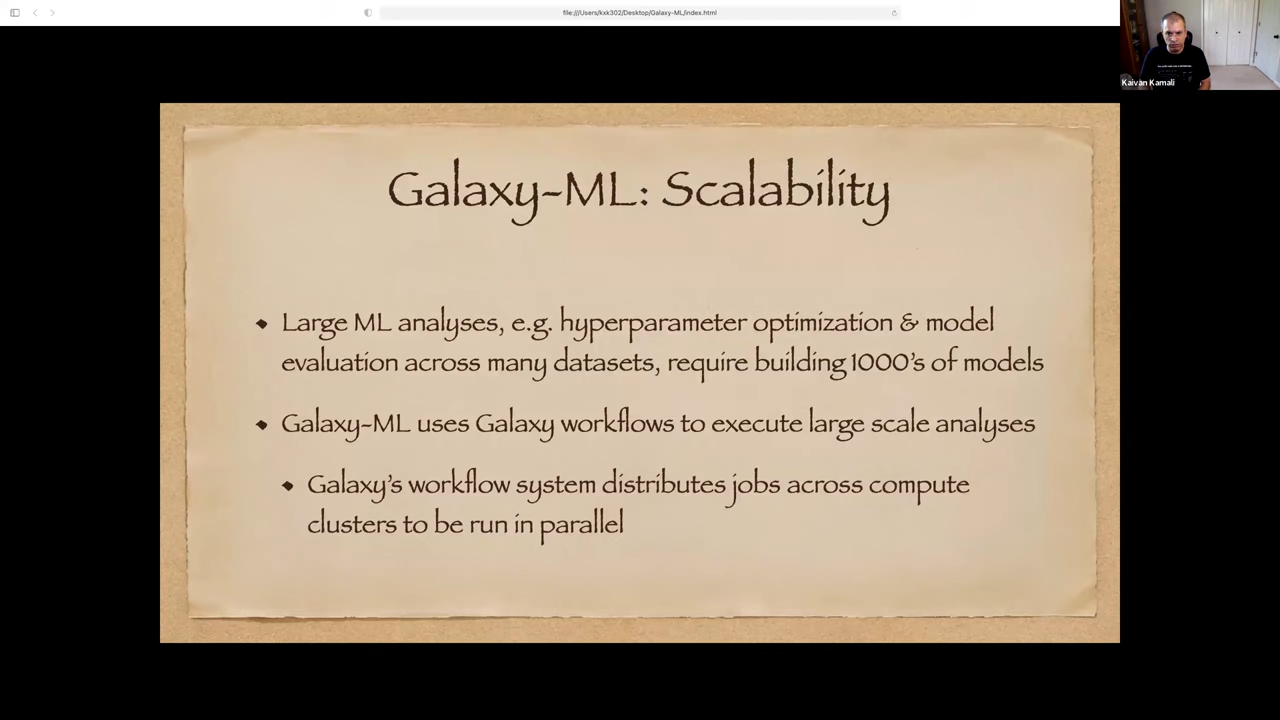 file:///Users/kxk302/Desktop/Galaxy-ML/index.html
Kaivan Kamali
Galaxy-ML: Scalability
Large ML analyses, e.g. hyperparameter optimization & model
evaluation across many datasets, require building 1000's of models
Galaxy-ML uses Galaxy workflows to execute large scale analyses
Galaxy's workflow system distributes jobs across compute
clusters to be run in parallel